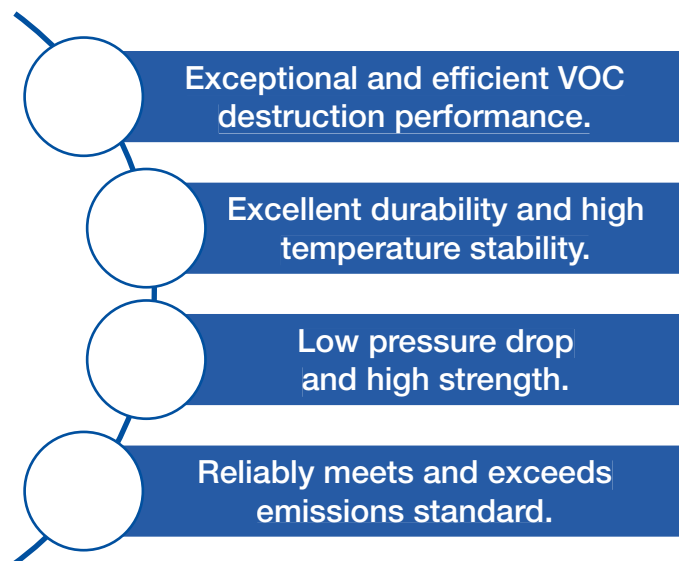 Exceptional and efficient VOC
destruction performance.
Excellent durability and high
temperature stability.
Low pressure drop
and high strength.
Reliably meets and exceeds
emissions standard.